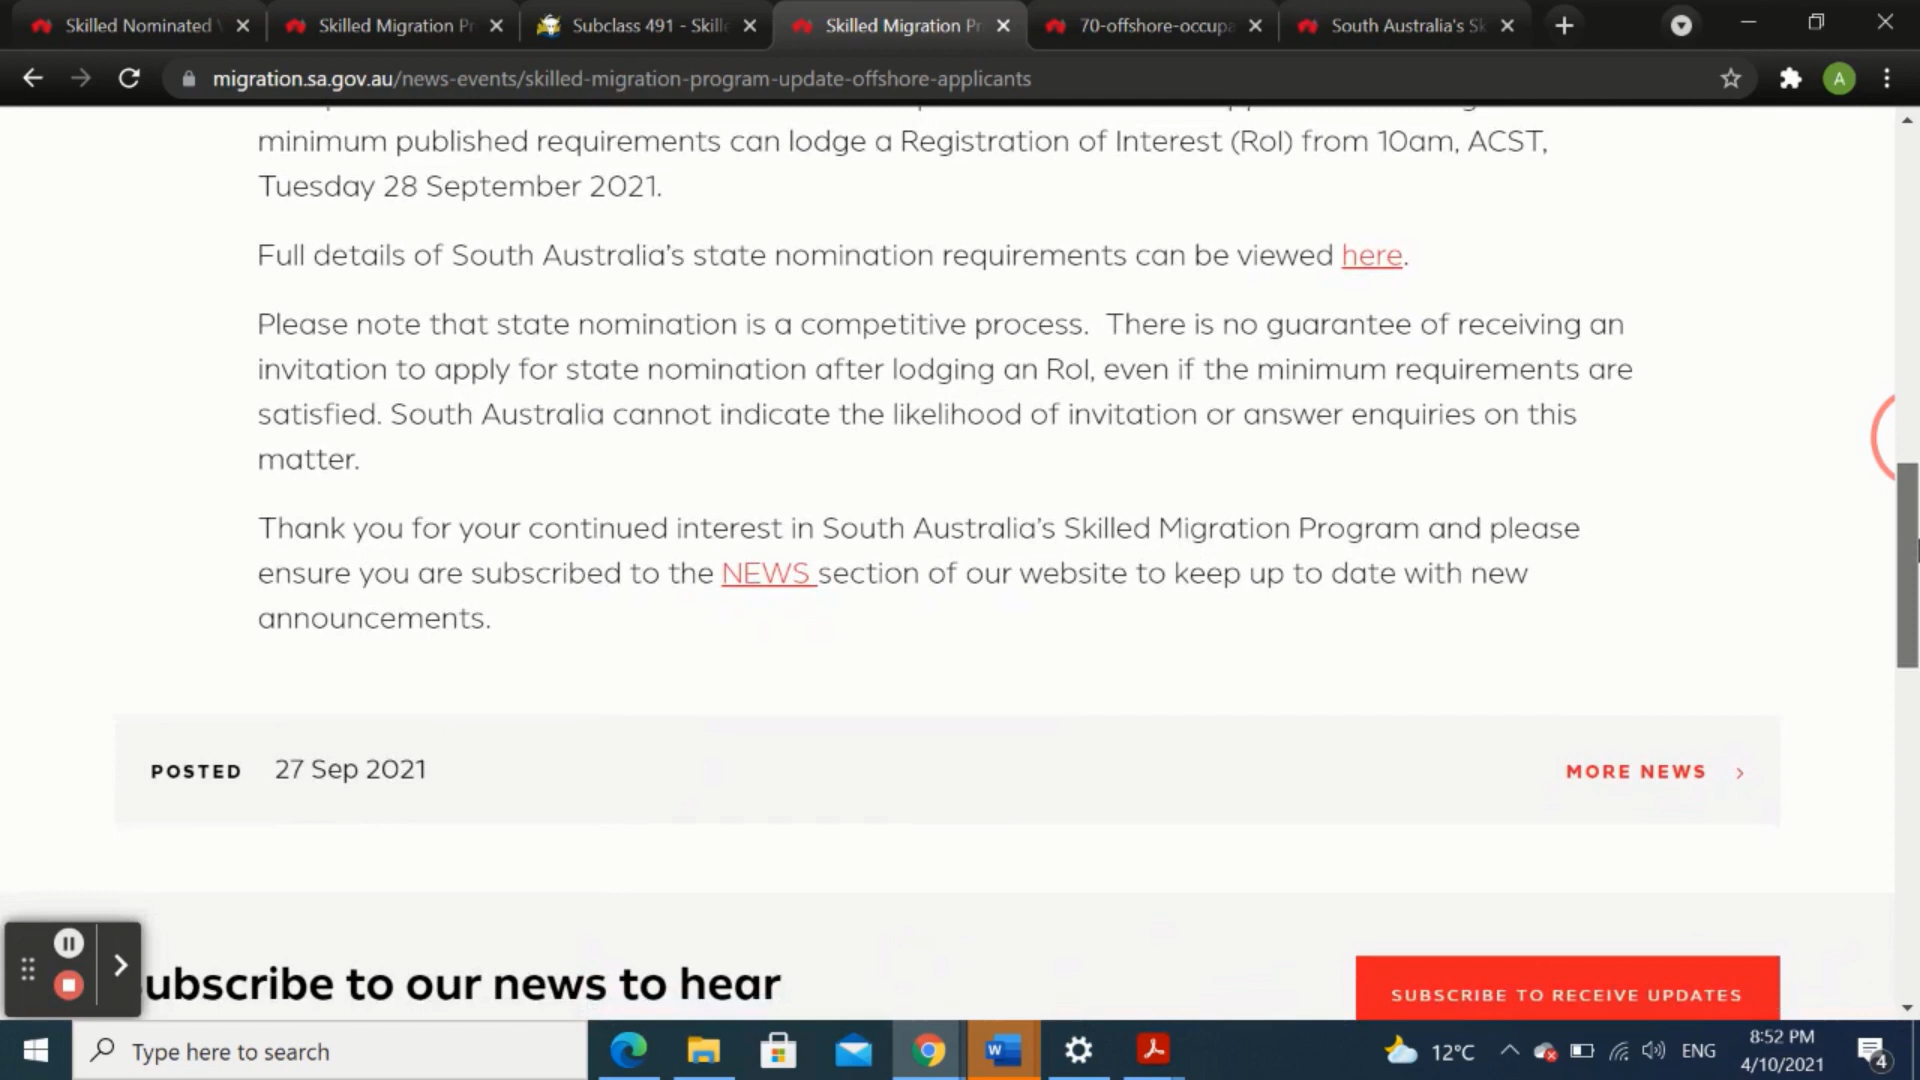 Skilled Nominated
Skilled Migration Pr
Subclass 491 - Skille
Skilled Migration Pr
70-offshore-occupa
South Australia's Sk
migration.sa.gov.au/news-events/skilled-migration-program-update-offshore-applicants
A
minimum published requirements can lodge a Registration of Interest (RoI) from 10am, ACST,
Tuesday 28 September 2021.
Full details of South Australia's state nomination requirements can be viewed here.
Please note that state nomination is a competitive process. There is no guarantee of receiving an
invitation to apply for state nomination after lodging an RoI, even if the minimum requirements are
satisfied. South Australia cannot indicate the likelihood of invitation or answer enquiries on this
matter.
Thank you for your continued interest in South Australia's Skilled Migration Program and please
ensure you are subscribed to the NEWS section of our website to keep up to date with new
announcements.
POSTED 27 Sep 2021
MORE NEWS
ubscribe to our news to hear
SUBSCRIBE TO RECEIVE UPDATES
Type here to search
W
12°C
ENG
8:52 PM
4/10/2021
4